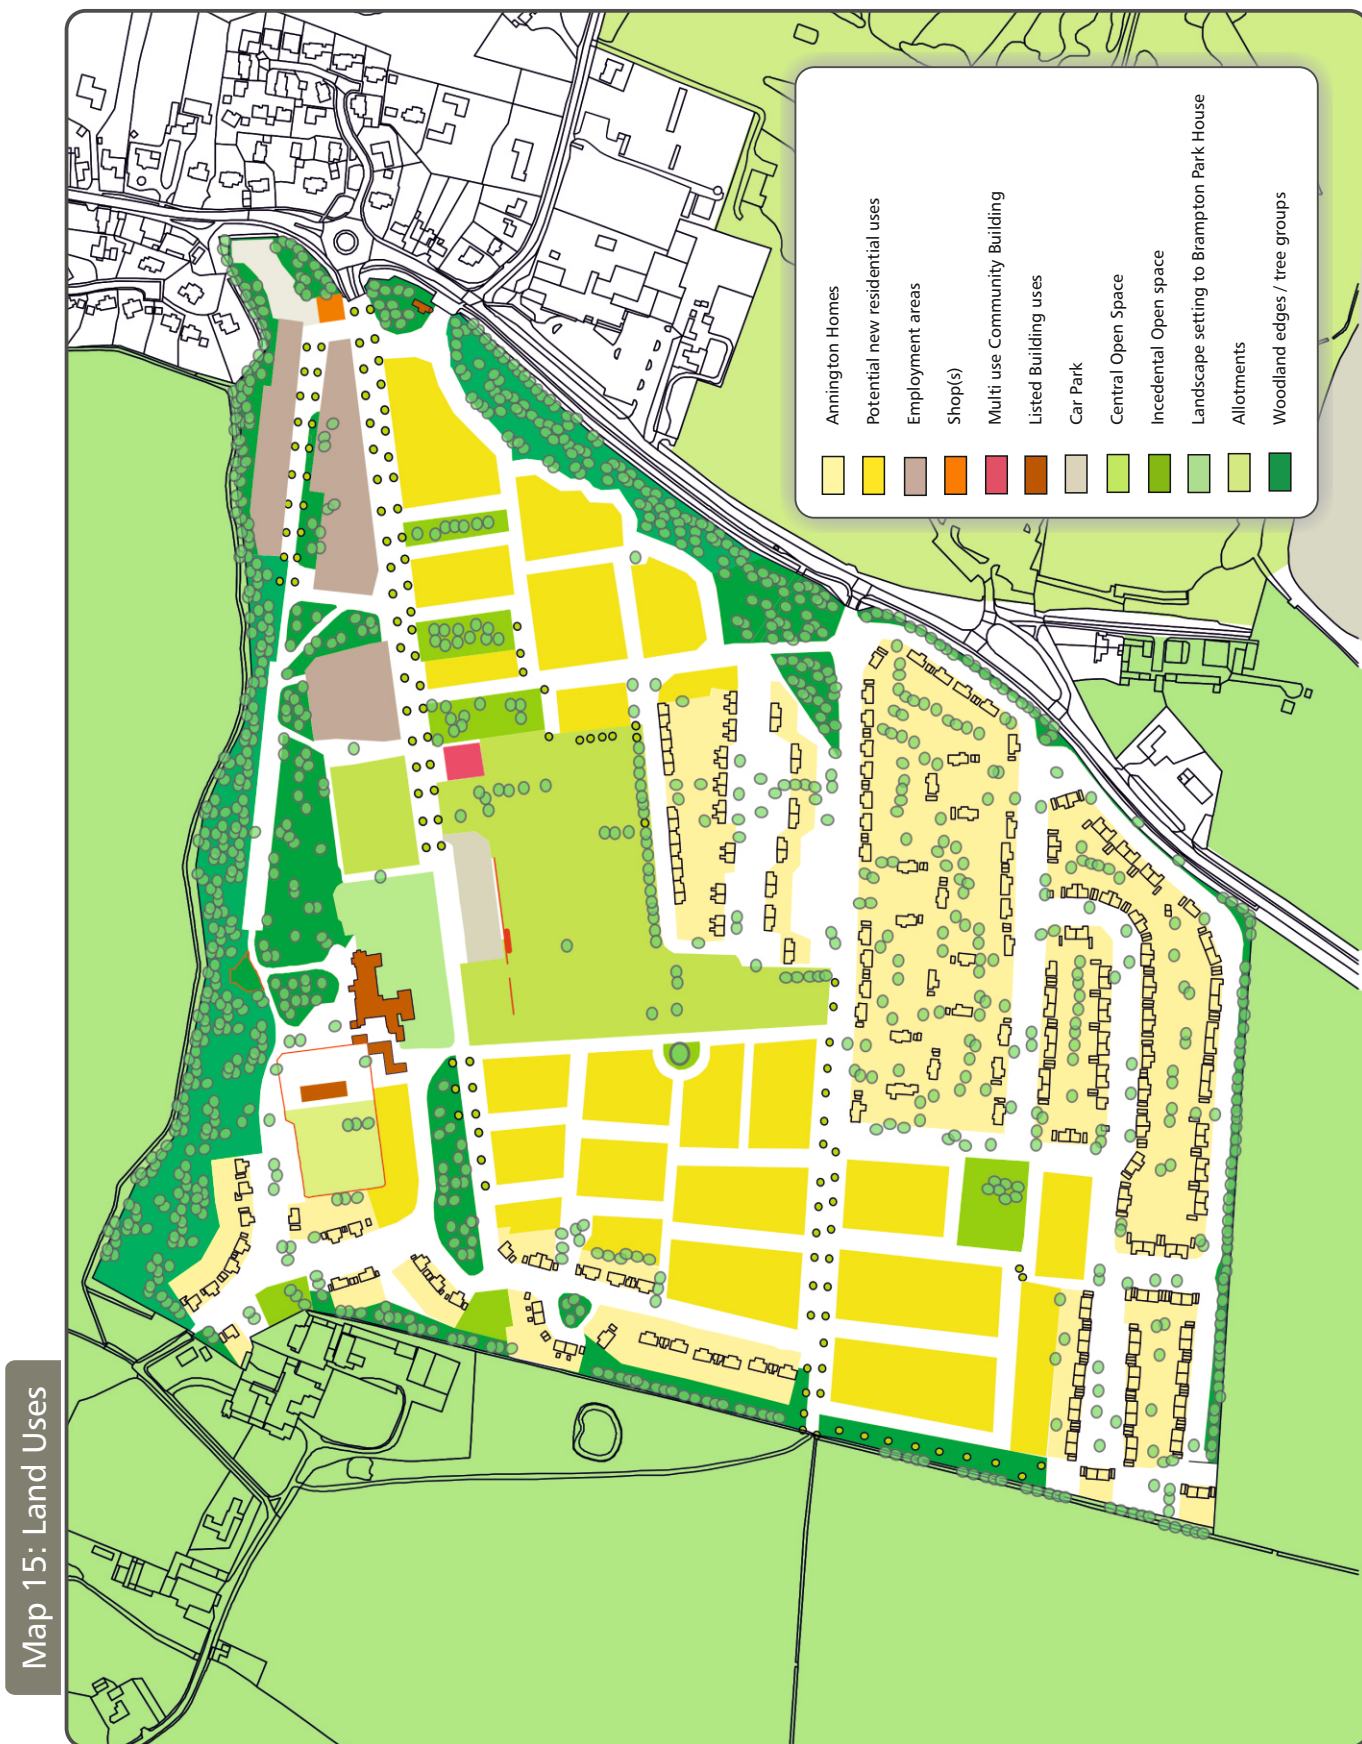 Map 15: Land Uses
Annington Homes
Potential new residential uses
Employment areas
Shop(s)
Multi use Community Building
Listed Building uses
Car Park
Central Open Space
Incedental Open space
Landscape setting to Brampton Park House
Allotments
Woodland edges / tree groups